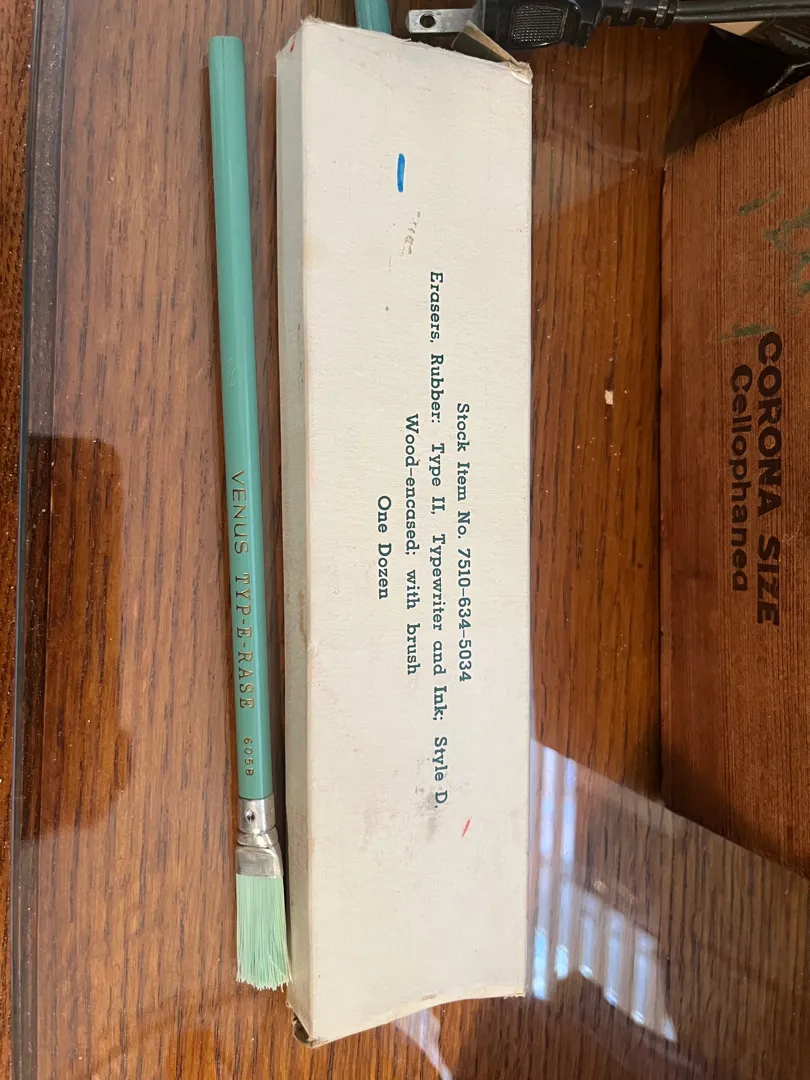 Stock Item No. 7510-634-5034
Erasers, Rubber: Type II, Typewriter and Ink; Style D.
Wood-encased; with brush
One Dozen
VENUS TYP-E-RASE 605B
CORONA SIZE
Cellophaned